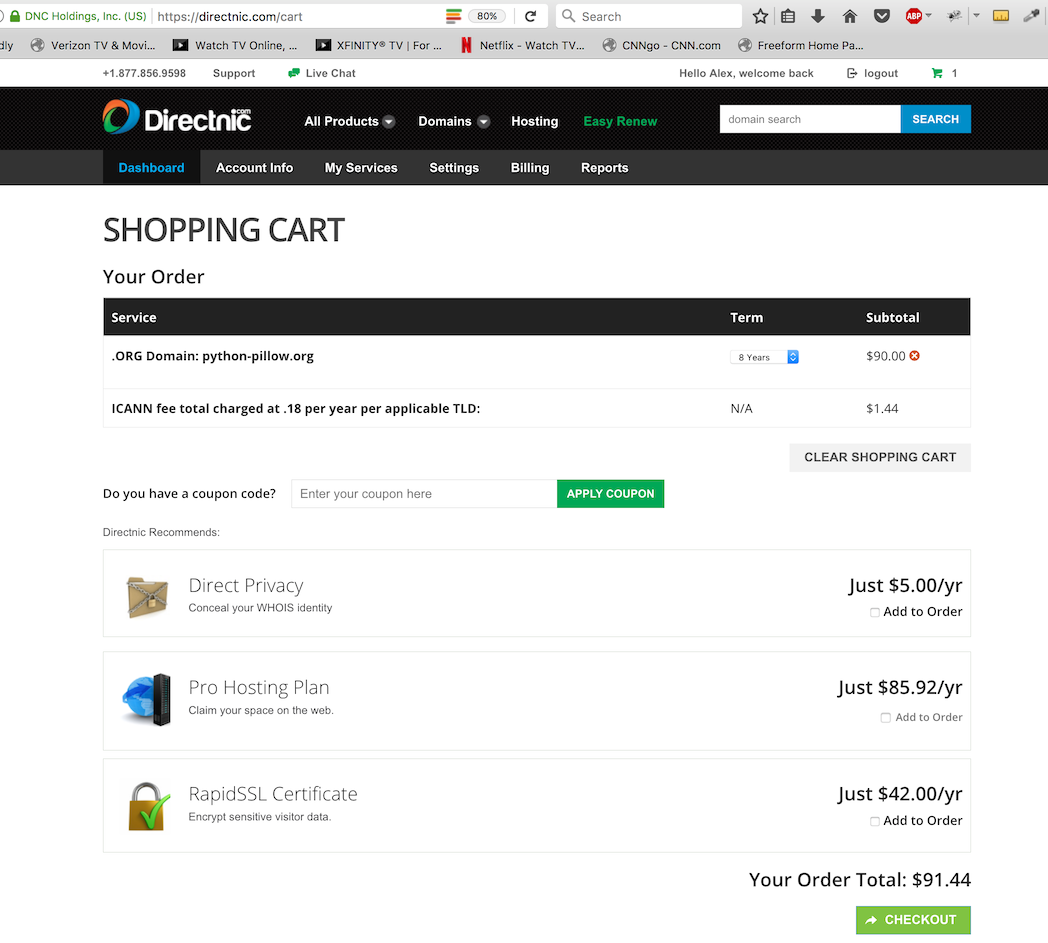 DNC Holdings, Inc. (US) https://directnic.com/cart 80% Search ABP
dly Verizon TV & Movi... Watch TV Online, ... XFINITY® TV | For ... Netflix - Watch TV... CNNgo - CNN.com Freeform Home Pa...
+1.877.856.9598 Support Live Chat Hello Alex, welcome back logout 1
Directnic.com All Products Domains Hosting Easy Renew domain search SEARCH
Dashboard Account Info My Services Settings Billing Reports
SHOPPING CART
Your Order
Service Term Subtotal
.ORG Domain: python-pillow.org 8 Years $90.00
ICANN fee total charged at .18 per year per applicable TLD: N/A $1.44
CLEAR SHOPPING CART
Do you have a coupon code? Enter your coupon here APPLY COUPON
Directnic Recommends:
Direct Privacy Just $5.00/yr
Conceal your WHOIS identity Add to Order
Pro Hosting Plan Just $85.92/yr
Claim your space on the web. Add to Order
RapidSSL Certificate Just $42.00/yr
Encrypt sensitive visitor data. Add to Order
Your Order Total: $91.44
CHECKOUT